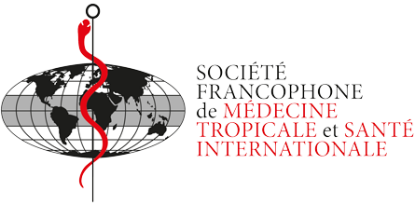 SOCIÉTÉ
FRANCOPHONE
de MÉDECINE
TROPICALE et SANTÉ
INTERNATIONALE